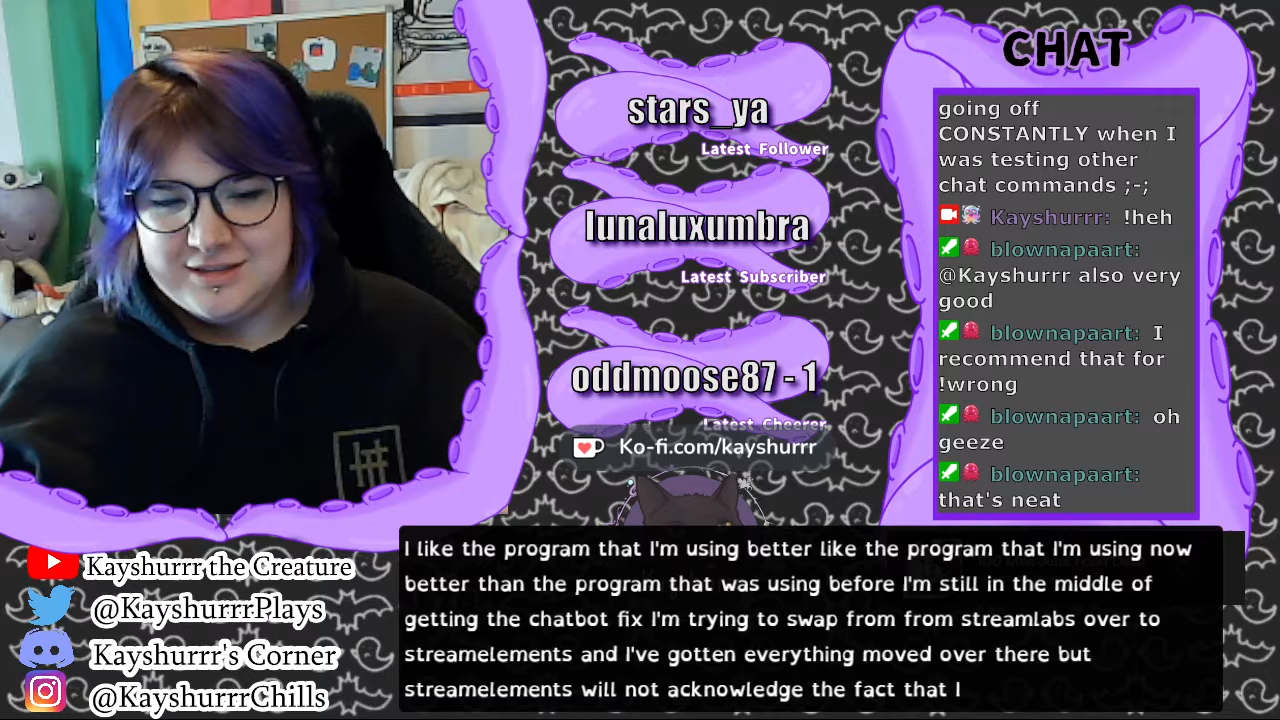 stars_ya
Latest Follower
lunaluxumbra
Latest Subscriber
oddmoose87 - 1
Latest Cheerer
Ko-fi.com/kayshurrr
CHAT
going off
CONSTANTLY when I
was testing other
chat commands ;-;
Kayshurrr: !heh
blownapaart:
@Kayshurrr also very
good
blownapaart: I
recommend that for
!wrong
blownapaart: oh
geeze
blownapaart:
that's neat
Kayshurrr the Creature
@KayshurrrPlays
Kayshurrr's Corner
@KayshurrrChills
I like the program that I'm using better like the program that I'm using now
better than the program that was using before I'm still in the middle of
getting the chatbot fix I'm trying to swap from from streamlabs over to
streamelements and I've gotten everything moved over there but
streamelements will not acknowledge the fact that I